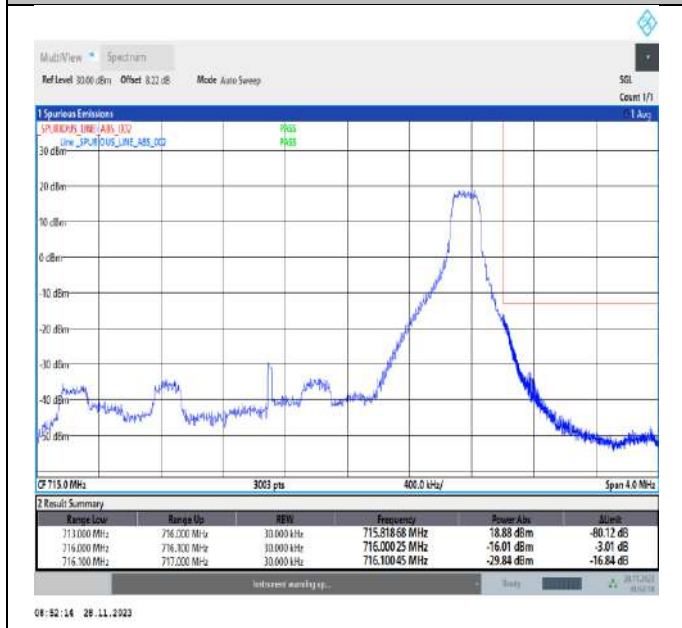 MultiView Spectrum
Ref Level 30.00 dBm Offset 8.22 dB Mode Auto Sweep SGL
Count 1/1
1 Spurious Emissions 1 Avg
_SPURIOUS_LINE_ABS_002 PASS
Line _SPURIOUS_LINE_ABS_002 PASS
30 dBm
20 dBm
10 dBm
0 dBm
-10 dBm
-20 dBm
-30 dBm
-40 dBm
-50 dBm
CF 715.0 MHz 3003 pts 400.0 kHz/ Span 4.0 MHz
2 Result Summary
Range Low Range Up RBW Frequency Power Abs ΔLimit
713.000 MHz 716.000 MHz 30.000 kHz 715.81868 MHz 18.88 dBm -80.12 dB
716.000 MHz 716.100 MHz 30.000 kHz 716.00025 MHz -16.01 dBm -3.01 dB
716.100 MHz 717.000 MHz 30.000 kHz 716.10045 MHz -29.84 dBm -16.84 dB
Instrument warming up... Ready 28.11.2023
08:52:14 28.11.2023